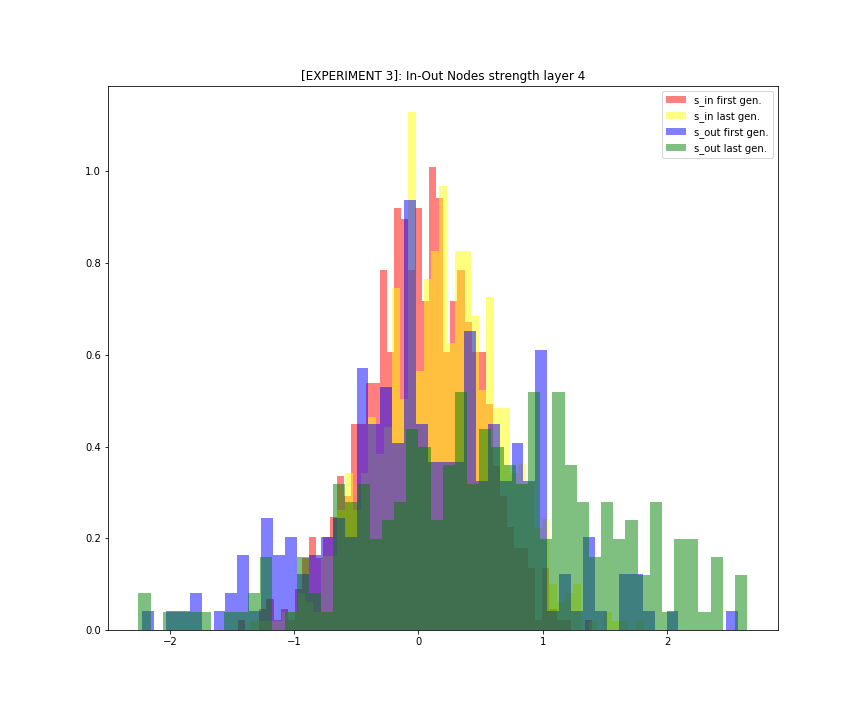 [EXPERIMENT 3]: In-Out Nodes strength layer 4
s_in first gen.
s_in last gen.
s_out first gen.
s_out last gen.
1.0
0.8
0.6
0.4
0.2
0.0
−2 −1 0 1 2